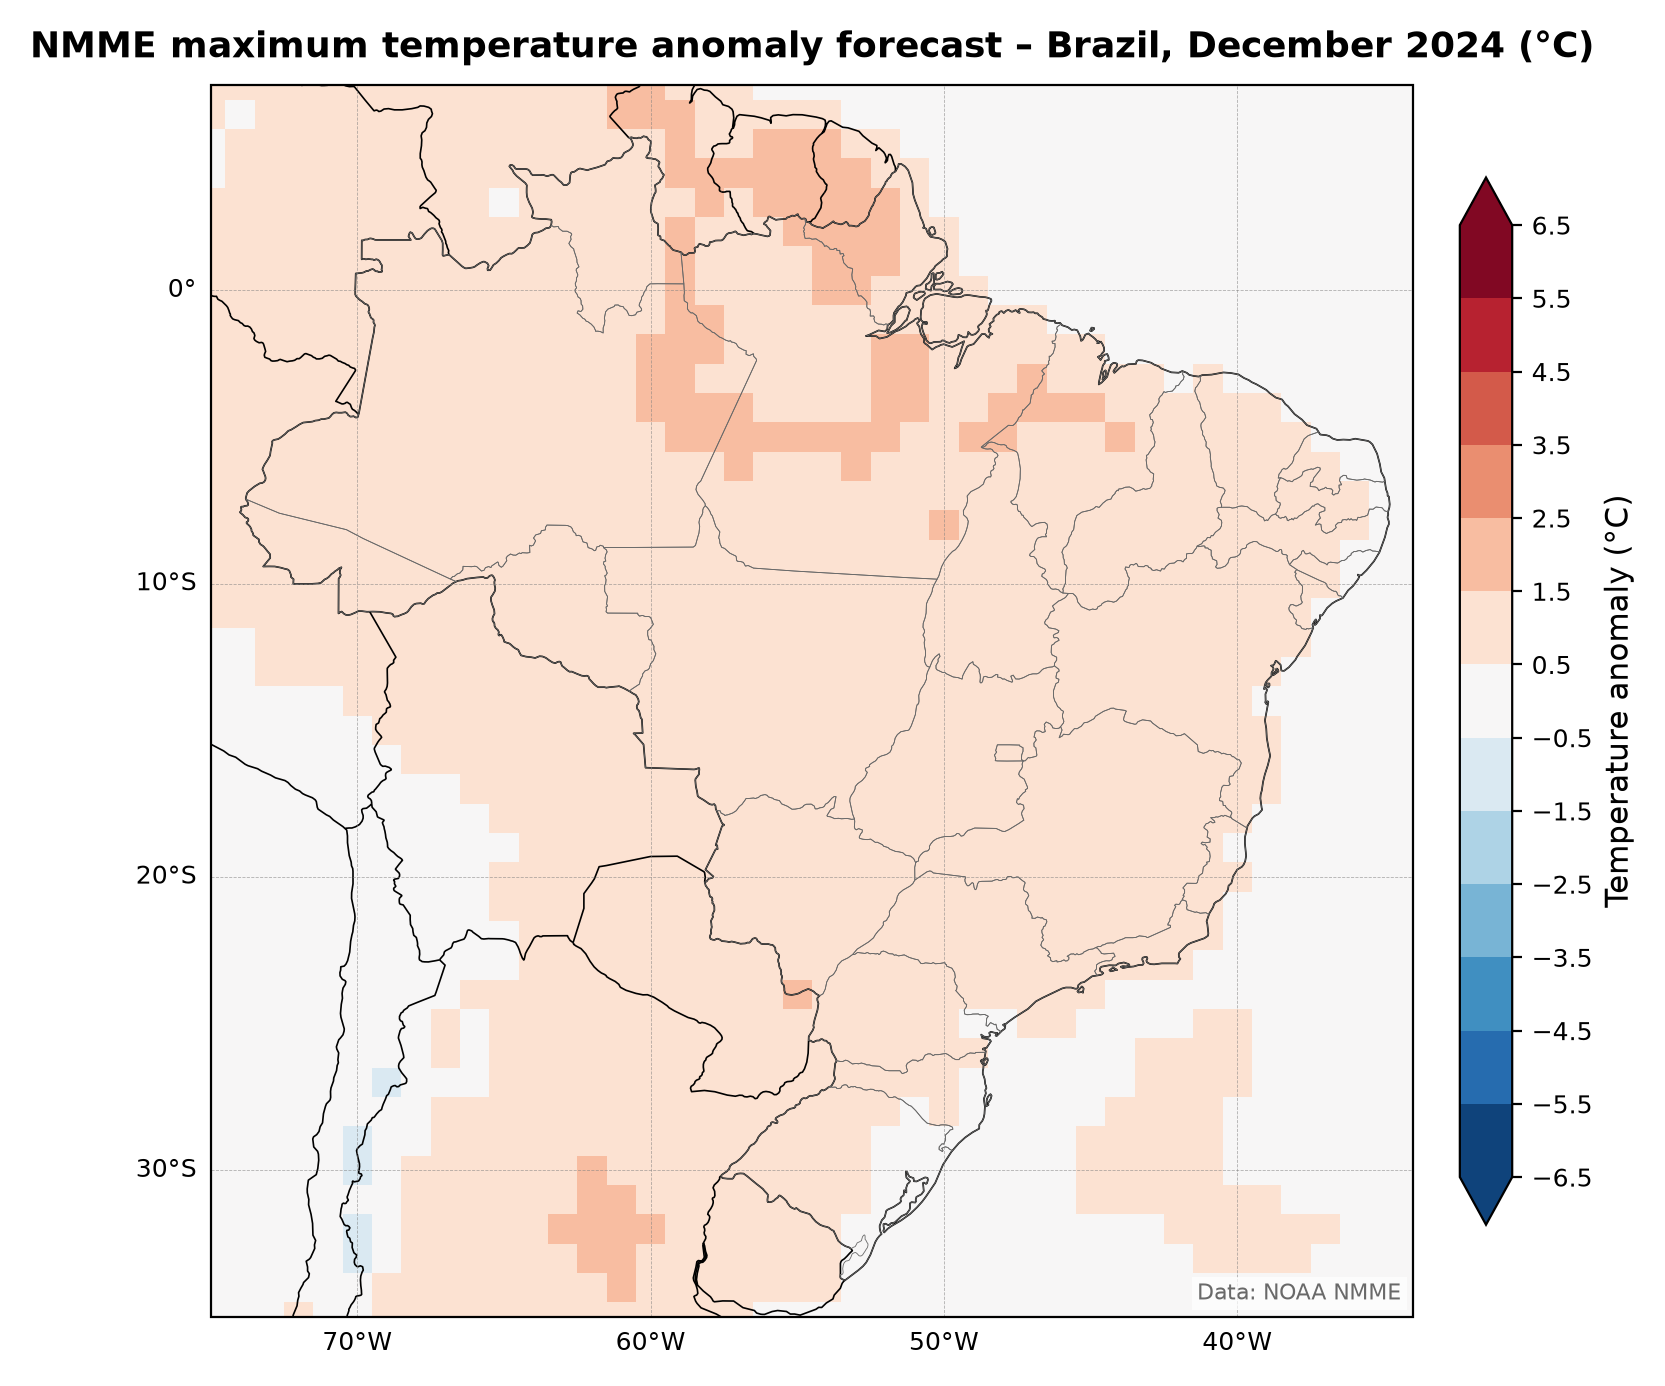 NMME maximum temperature anomaly forecast – Brazil, December 2024 (°C)
0°
10°S
20°S
30°S
70°W
60°W
50°W
40°W
Data: NOAA NMME
6.5
5.5
4.5
3.5
2.5
1.5
0.5
−0.5
−1.5
−2.5
−3.5
−4.5
−5.5
−6.5
Temperature anomaly (°C)